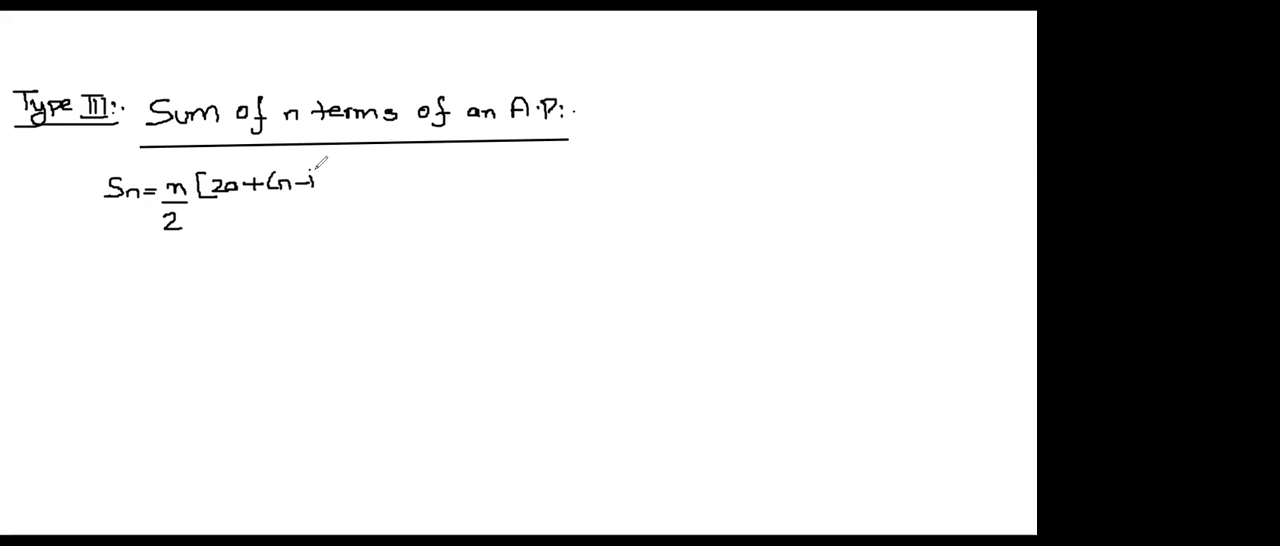 Type III:. Sum of n terms of an A.P:.
Sn = n/2 [2a+(n-1